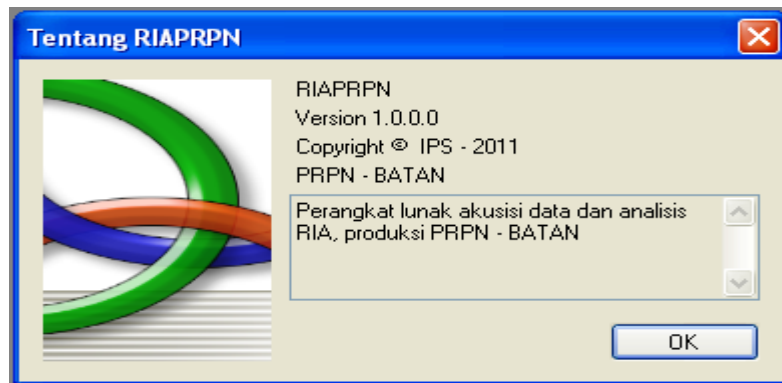 Tentang RIAPRPN
RIAPRPN
Version 1.0.0.0
Copyright © IPS - 2011
PRPN - BATAN
Perangkat lunak akusisi data dan analisis
RIA, produksi PRPN - BATAN
OK